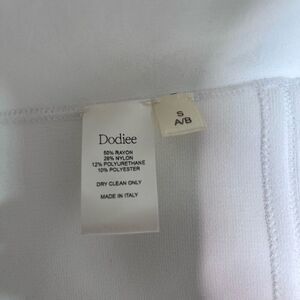 Dodiee
50% RAYON
28% NYLON
12% POLYURETHANE
10% POLYESTER
DRY CLEAN ONLY
MADE IN ITALY
S
A/B